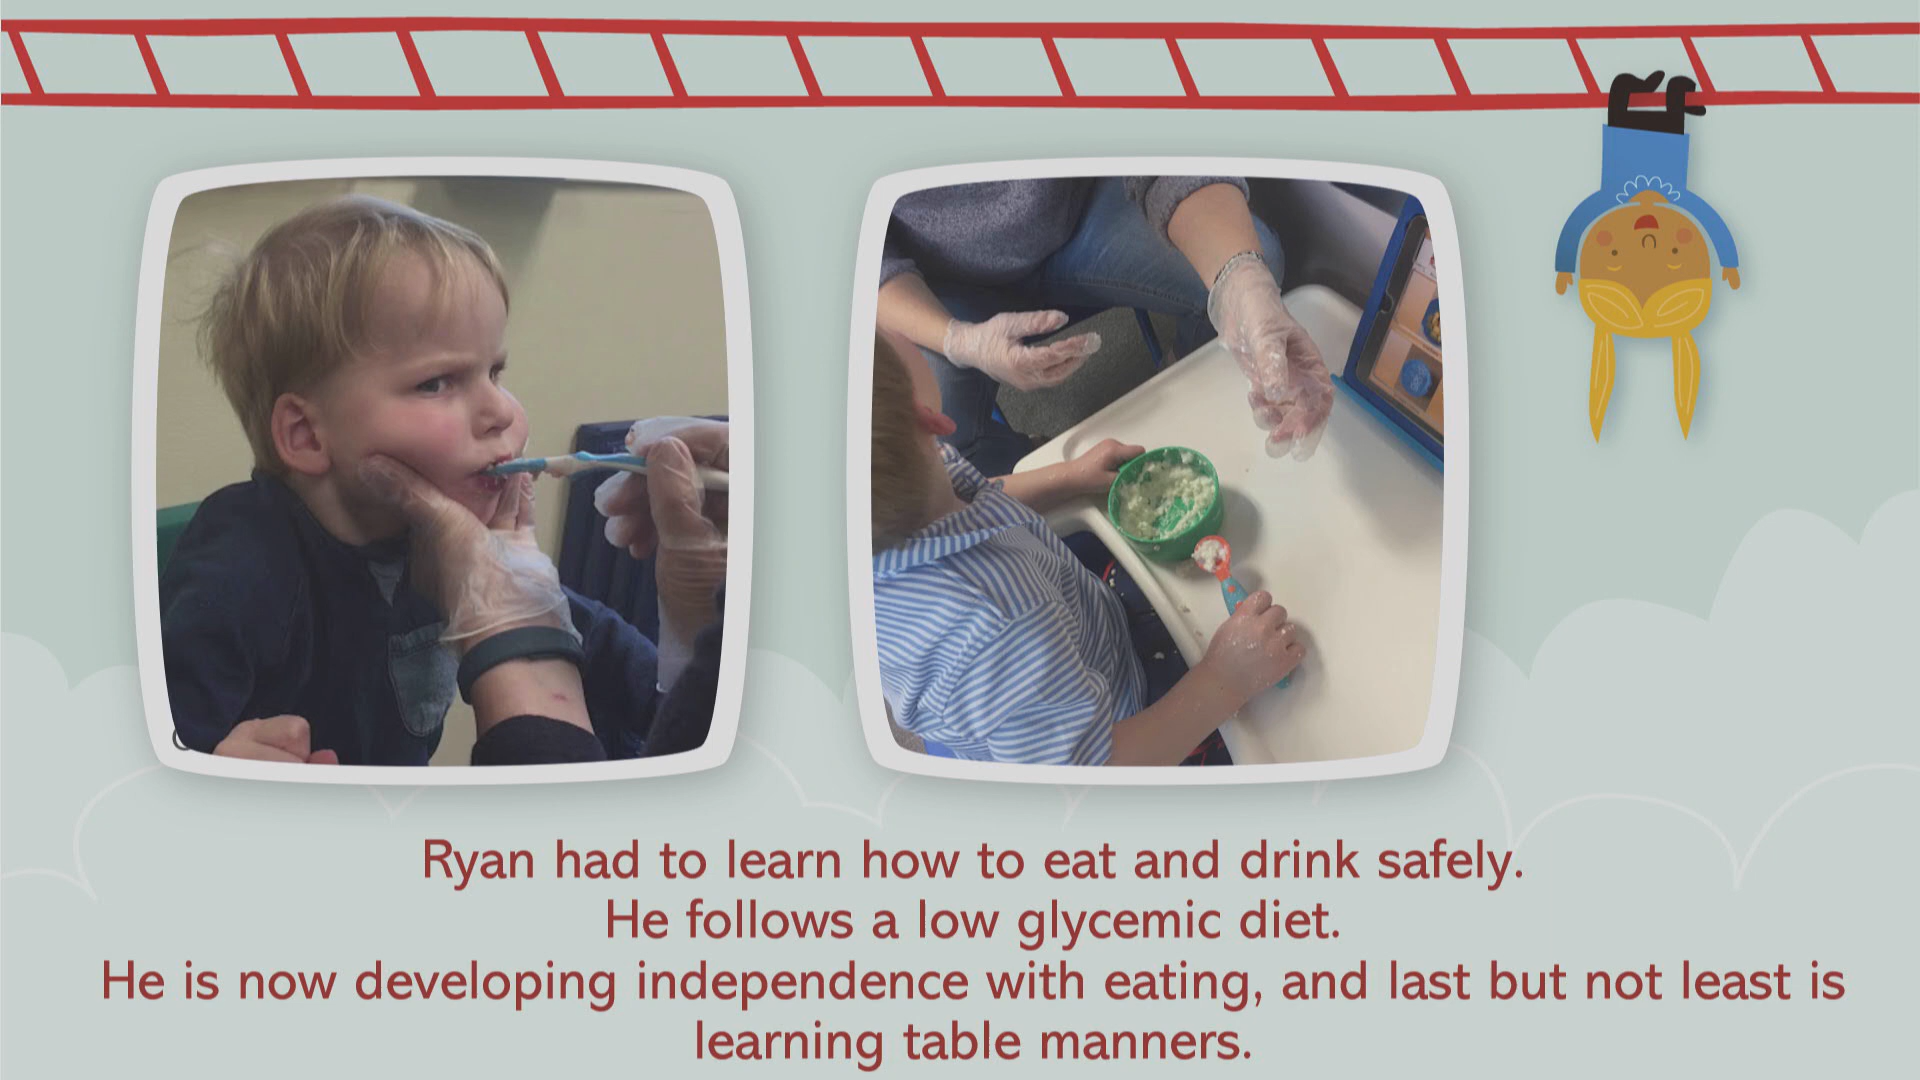 Ryan had to learn how to eat and drink safely.
He follows a low glycemic diet.
He is now developing independence with eating, and last but not least is
learning table manners.